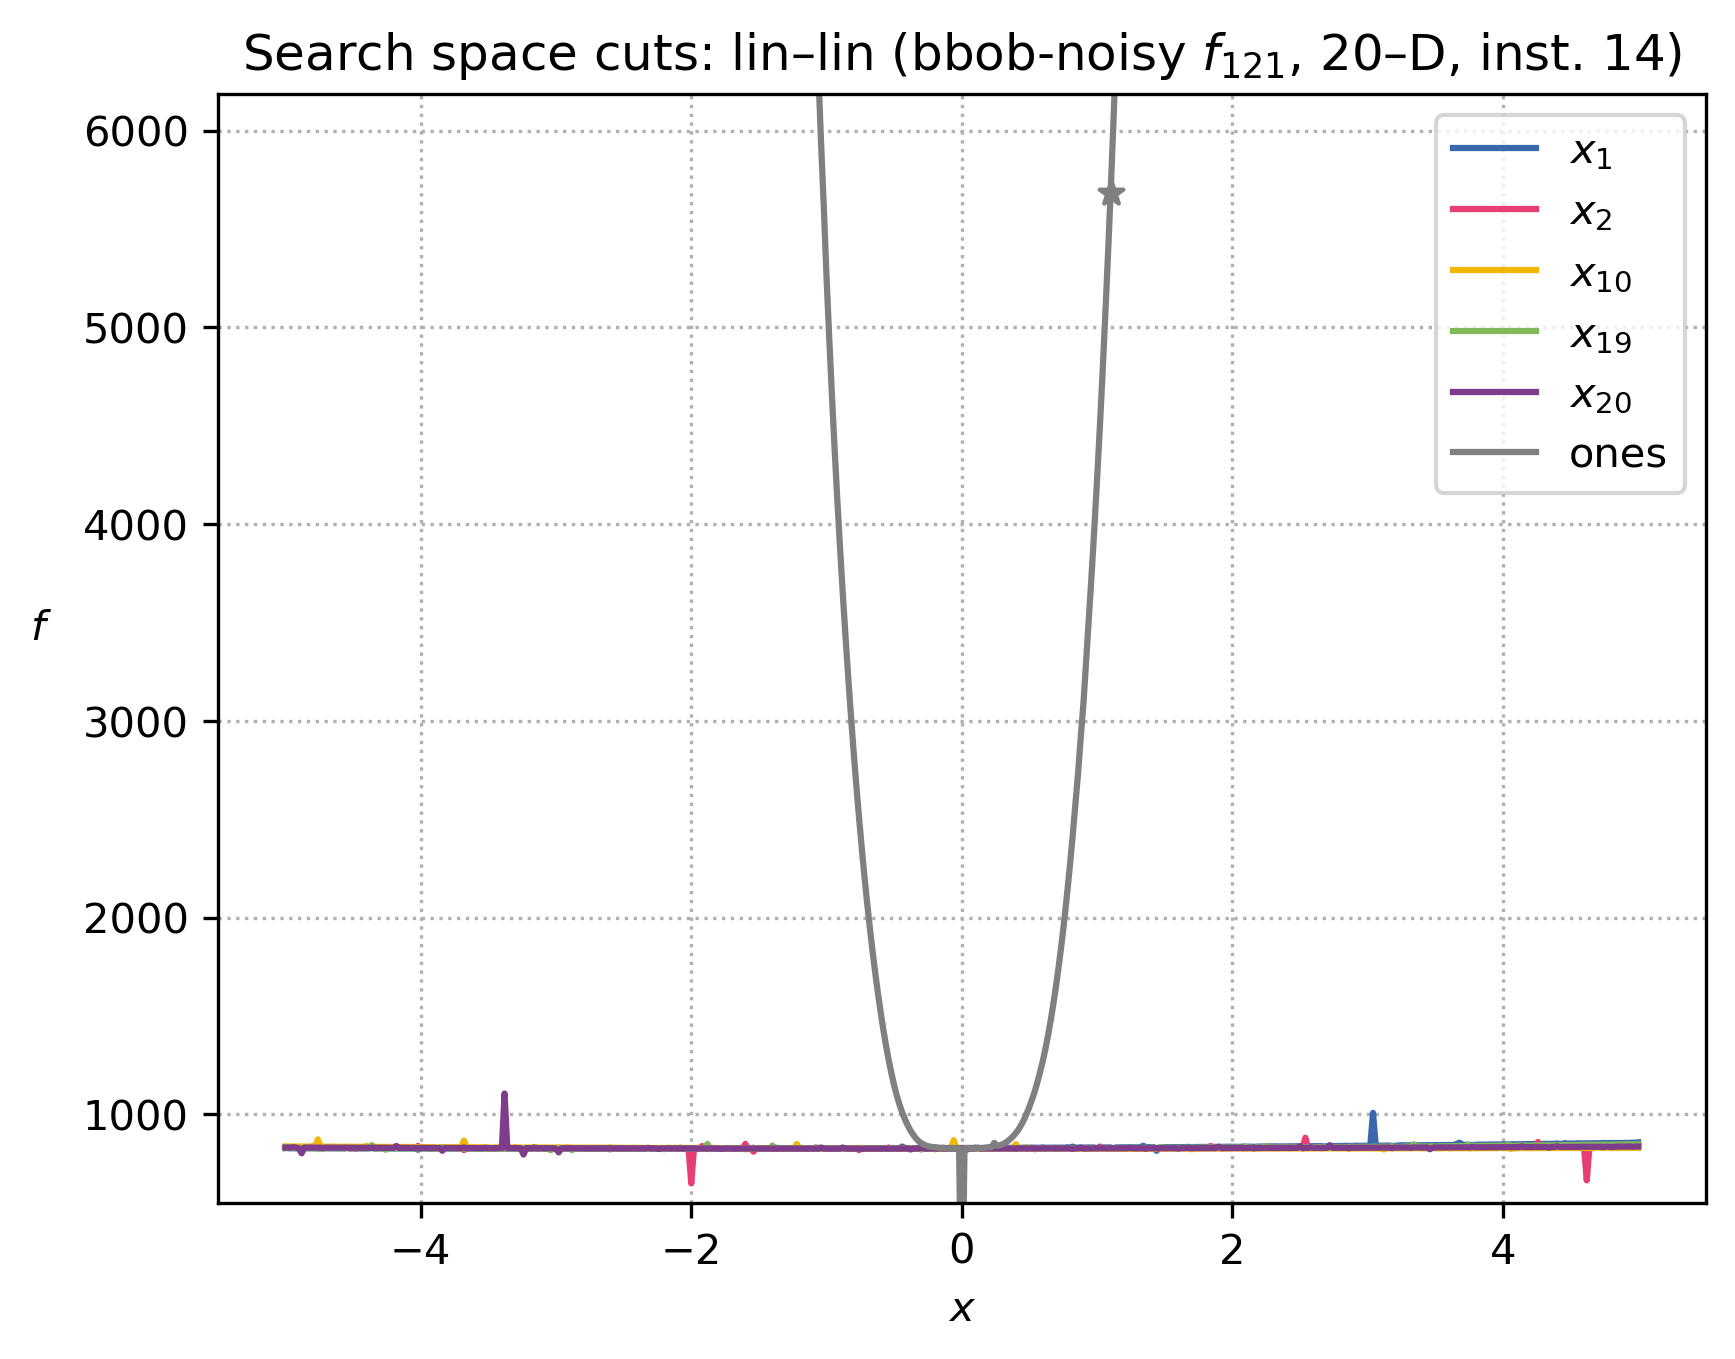 Search space cuts: lin–lin (bbob-noisy f₁₂₁, 20–D, inst. 14)
6000
5000
4000
3000
2000
1000
f
x₁
x₂
x₁₀
x₁₉
x₂₀
ones
−4 −2 0 2 4
x